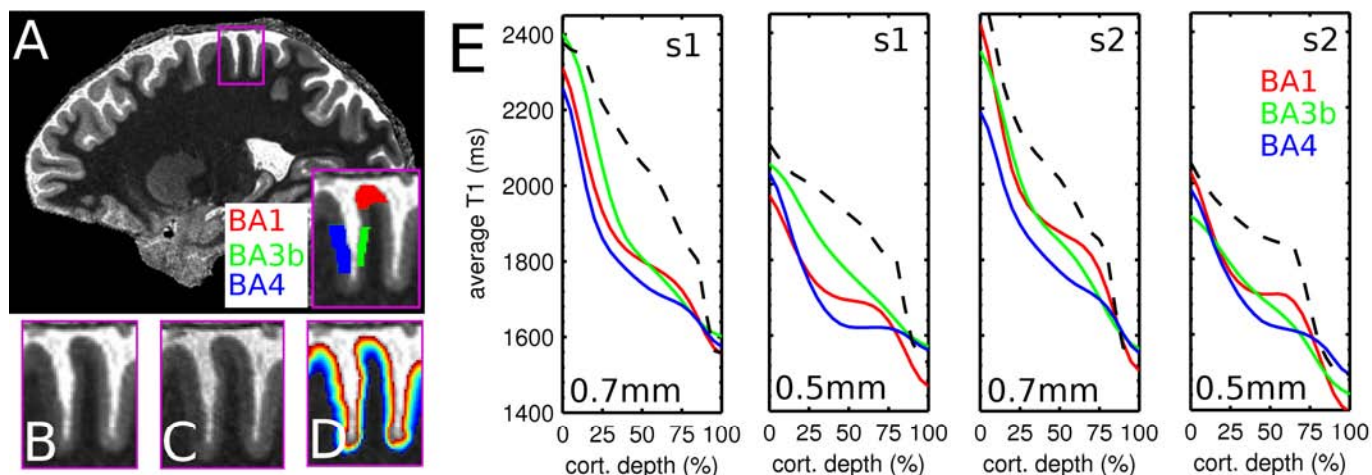 A
BA1
BA3b
BA4
B
C
D
E
average T1 (ms)
2400
2200
2000
1800
1600
1400
s1
0.7mm
0 25 50 75 100
cort. depth (%)
s1
0.5mm
0 25 50 75 100
cort. depth (%)
s2
0.7mm
0 25 50 75 100
cort. depth (%)
s2
BA1
BA3b
BA4
0.5mm
0 25 50 75 100
cort. depth (%)